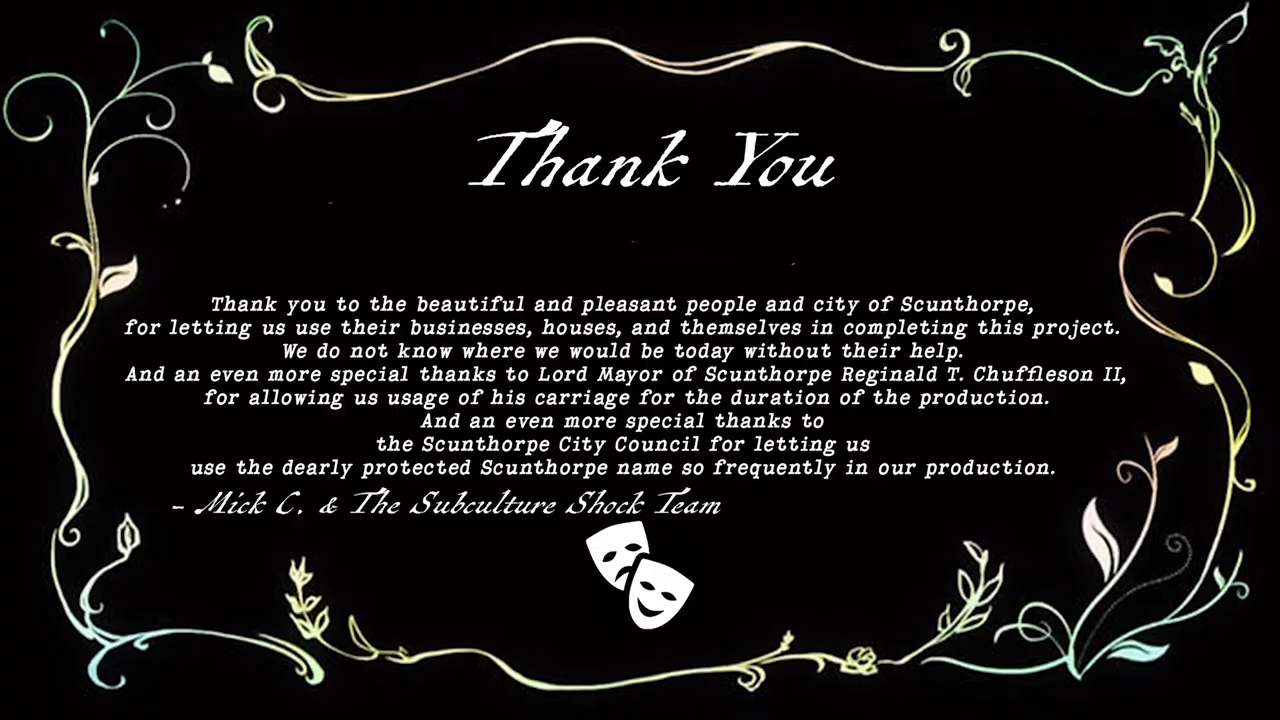 Thank You
Thank you to the beautiful and pleasant people and city of Scunthorpe,
for letting us use their businesses, houses, and themselves in completing this project.
We do not know where we would be today without their help.
And an even more special thanks to Lord Mayor of Scunthorpe Reginald T. Chuffleson II,
for allowing us usage of his carriage for the duration of the production.
And an even more special thanks to
the Scunthorpe City Council for letting us
use the dearly protected Scunthorpe name so frequently in our production.
- Mick C. & The Subculture Shock Team